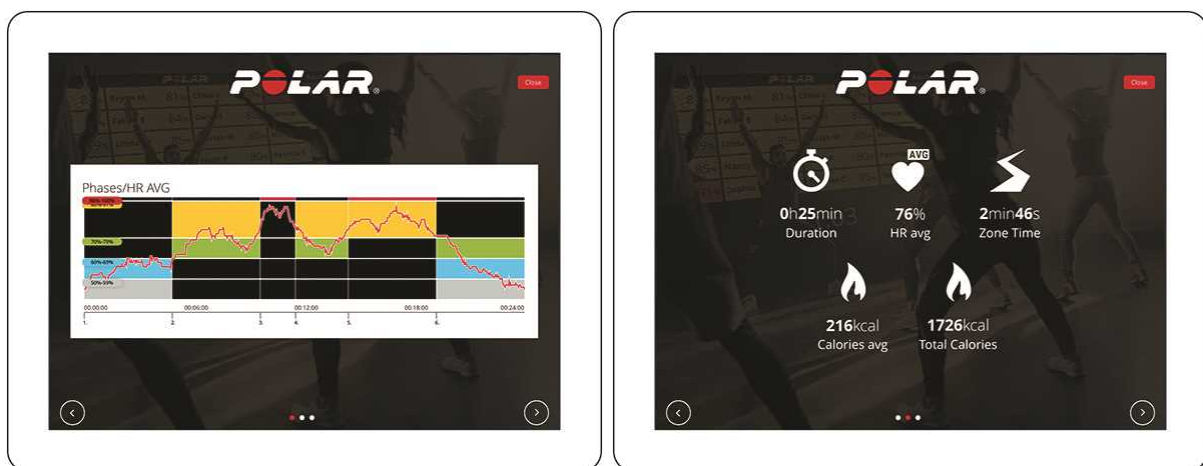 POLAR®
Close
Phases/HR AVG
90%-100%
70%-79%
60%-69%
50%-59%
00:00:00 00:06:00 00:12:00 00:18:00 00:24:00
1. 2. 3. 4. 5. 6.
POLAR®
Close
AVG
0h25min 76% 2min46s
Duration HR avg Zone Time
216kcal 1726kcal
Calories avg Total Calories